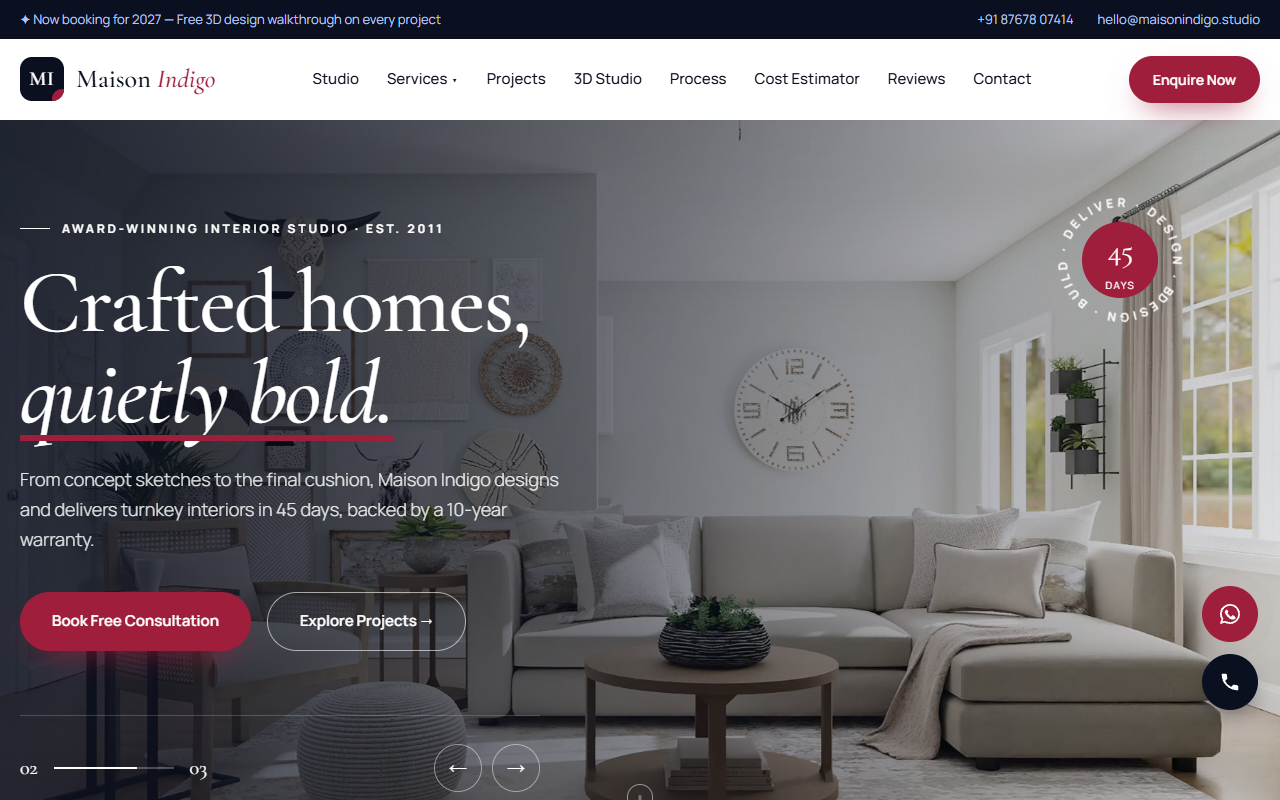 ✦ Now booking for 2027 — Free 3D design walkthrough on every project
+91 87678 07414
hello@maisonindigo.studio
MI
Maison Indigo
Studio
Services ▾
Projects
3D Studio
Process
Cost Estimator
Reviews
Contact
Enquire Now
AWARD-WINNING INTERIOR STUDIO · EST. 2011
Crafted homes,
quietly bold.
From concept sketches to the final cushion, Maison Indigo designs
and delivers turnkey interiors in 45 days, backed by a 10-year
warranty.
Book Free Consultation
Explore Projects →
DESIGN · BUILD · DELIVER · DESIGN · B
45
DAYS
12
3
6
9
02
03
← →